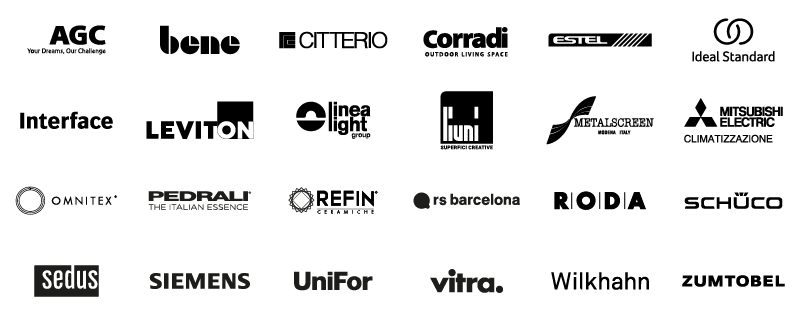 AGC
Your Dreams, Our Challenge
bene
CITTERIO
Corradi
OUTDOOR LIVING SPACE
ESTEL
Ideal Standard
Interface
LEVITON
linea
light
group
liuni
SUPERFICI CREATIVE
METALSCREEN
MODENA ITALY
MITSUBISHI
ELECTRIC
CLIMATIZZAZIONE
OMNITEX
PEDRALI
THE ITALIAN ESSENCE
REFIN
CERAMICHE
rs barcelona
R|O|D|A
SCHÜCO
sedus
SIEMENS
UniFor
vitra.
Wilkhahn
ZUMTOBEL